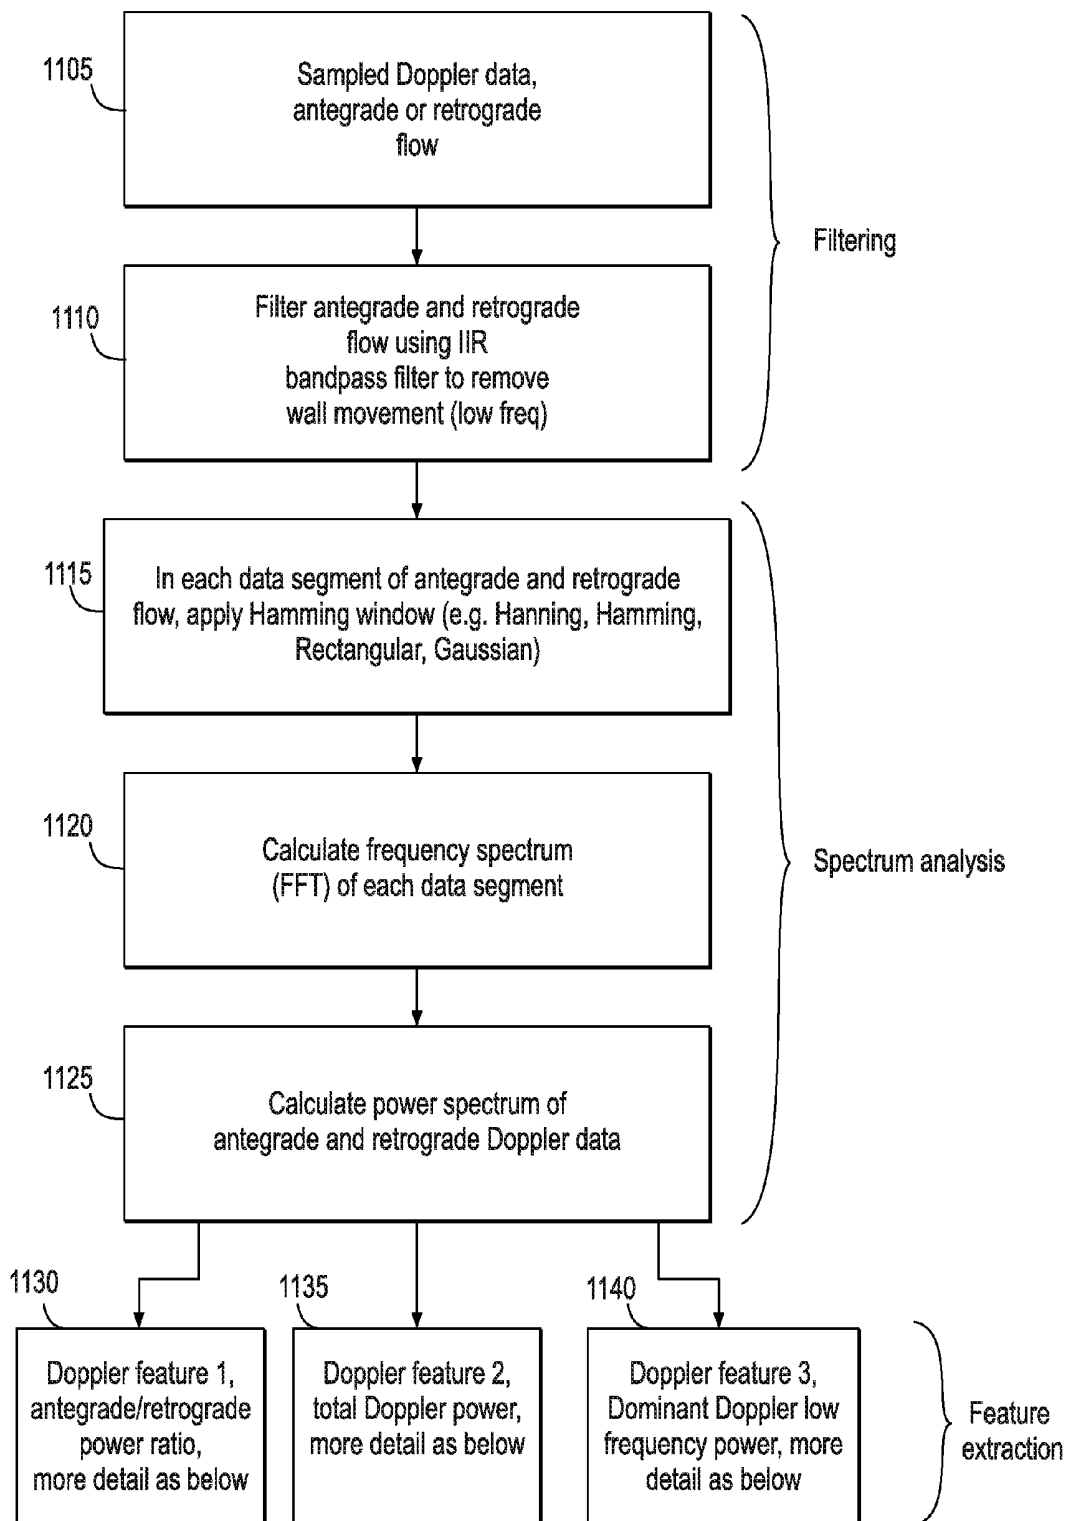 1105
Sampled Doppler data,
antegrade or retrograde
flow
Filtering
1110
Filter antegrade and retrograde
flow using IIR
bandpass filter to remove
wall movement (low freq)
1115
In each data segment of antegrade and retrograde
flow, apply Hamming window (e.g. Hanning, Hamming,
Rectangular, Gaussian)
1120
Calculate frequency spectrum
(FFT) of each data segment
Spectrum analysis
1125
Calculate power spectrum of
antegrade and retrograde Doppler data
1130
Doppler feature 1,
antegrade/retrograde
power ratio,
more detail as below
1135
Doppler feature 2,
total Doppler power,
more detail as below
1140
Doppler feature 3,
Dominant Doppler low
frequency power, more
detail as below
Feature
extraction